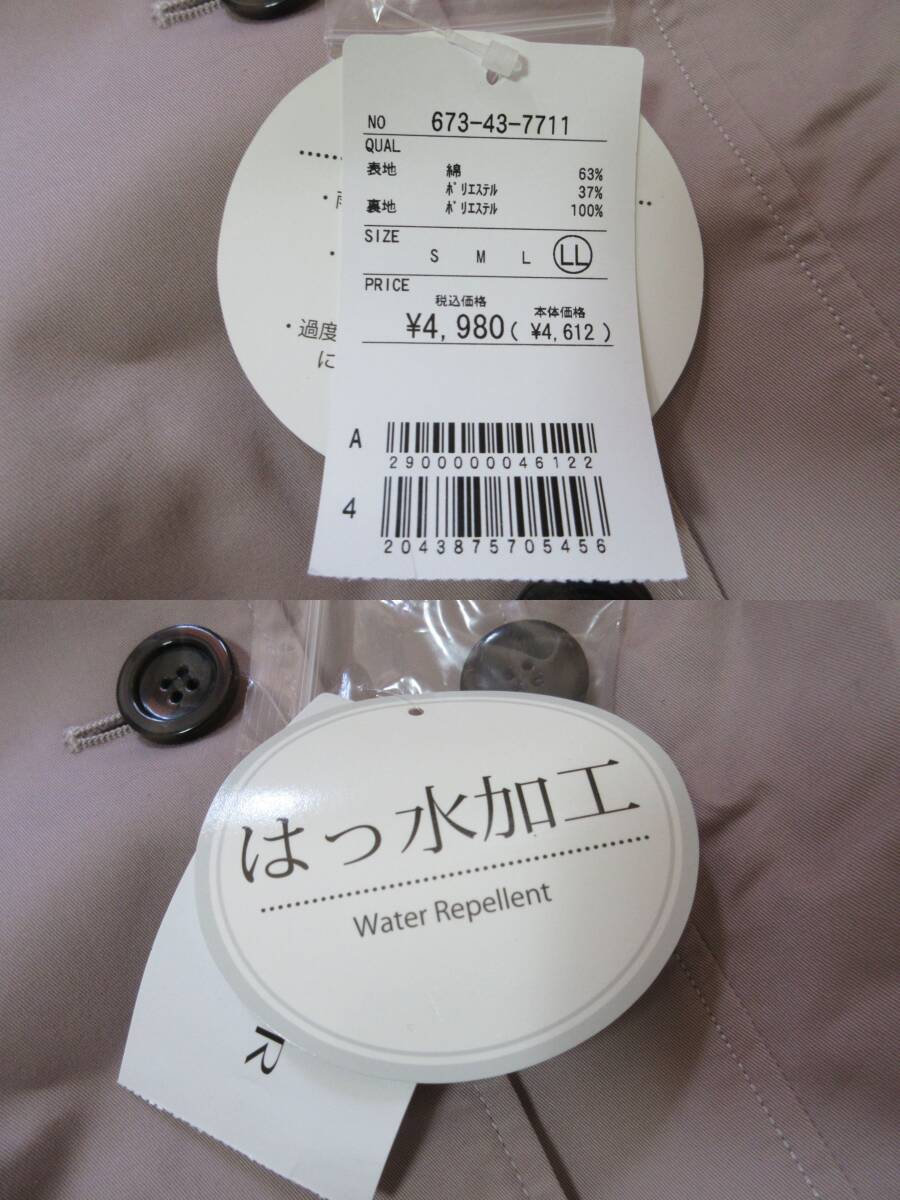 NO 673-43-7711
QUAL
表地 綿 63%
ポリエステル 37%
裏地 ポリエステル 100%
SIZE
S M L LL
PRICE
税込価格 本体価格
¥4,980( ¥4,612 )
A
2900000046122
4
2043875705456
・過度
に
はっ水加工
Water Repellent
R